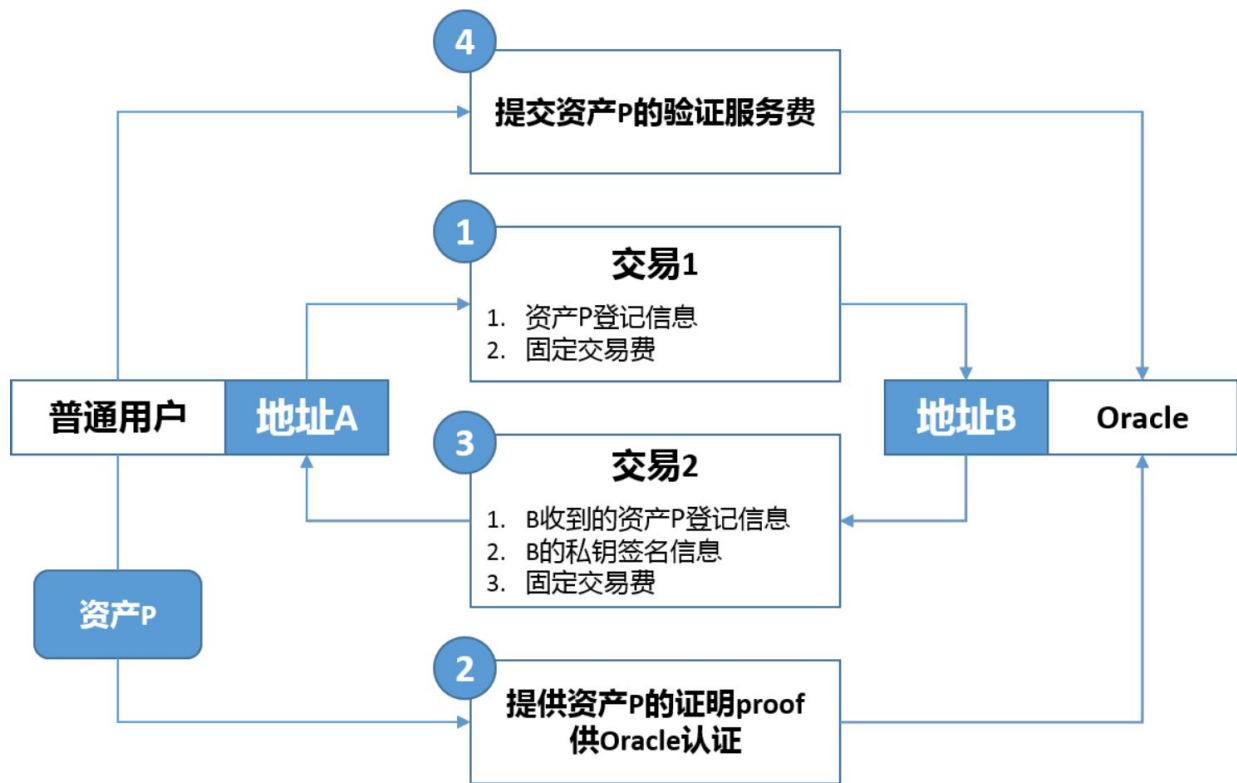 4
提交资产P的验证服务费
1
交易1
1. 资产P登记信息
2. 固定交易费
普通用户
地址A
地址B
Oracle
3
交易2
1. B收到的资产P登记信息
2. B的私钥签名信息
3. 固定交易费
资产P
2
提供资产P的证明proof
供Oracle认证